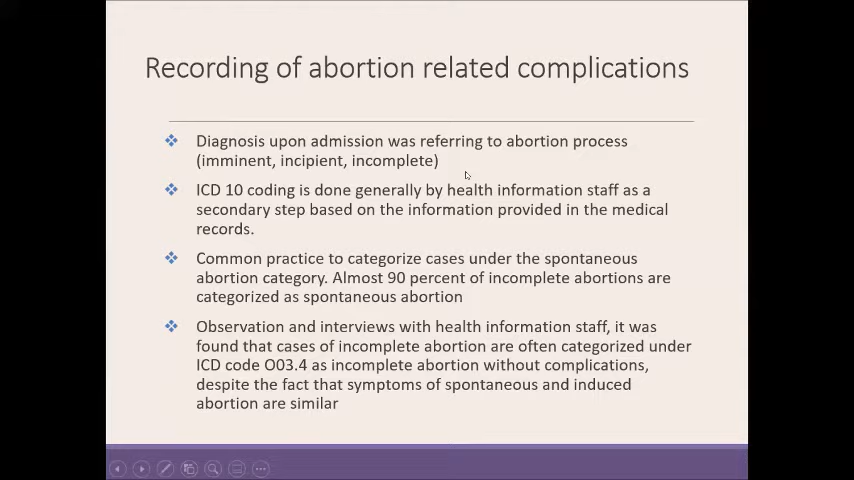 Recording of abortion related complications
Diagnosis upon admission was referring to abortion process
(imminent, incipient, incomplete)
ICD 10 coding is done generally by health information staff as a
secondary step based on the information provided in the medical
records.
Common practice to categorize cases under the spontaneous
abortion category. Almost 90 percent of incomplete abortions are
categorized as spontaneous abortion
Observation and interviews with health information staff, it was
found that cases of incomplete abortion are often categorized under
ICD code O03.4 as incomplete abortion without complications,
despite the fact that symptoms of spontaneous and induced
abortion are similar